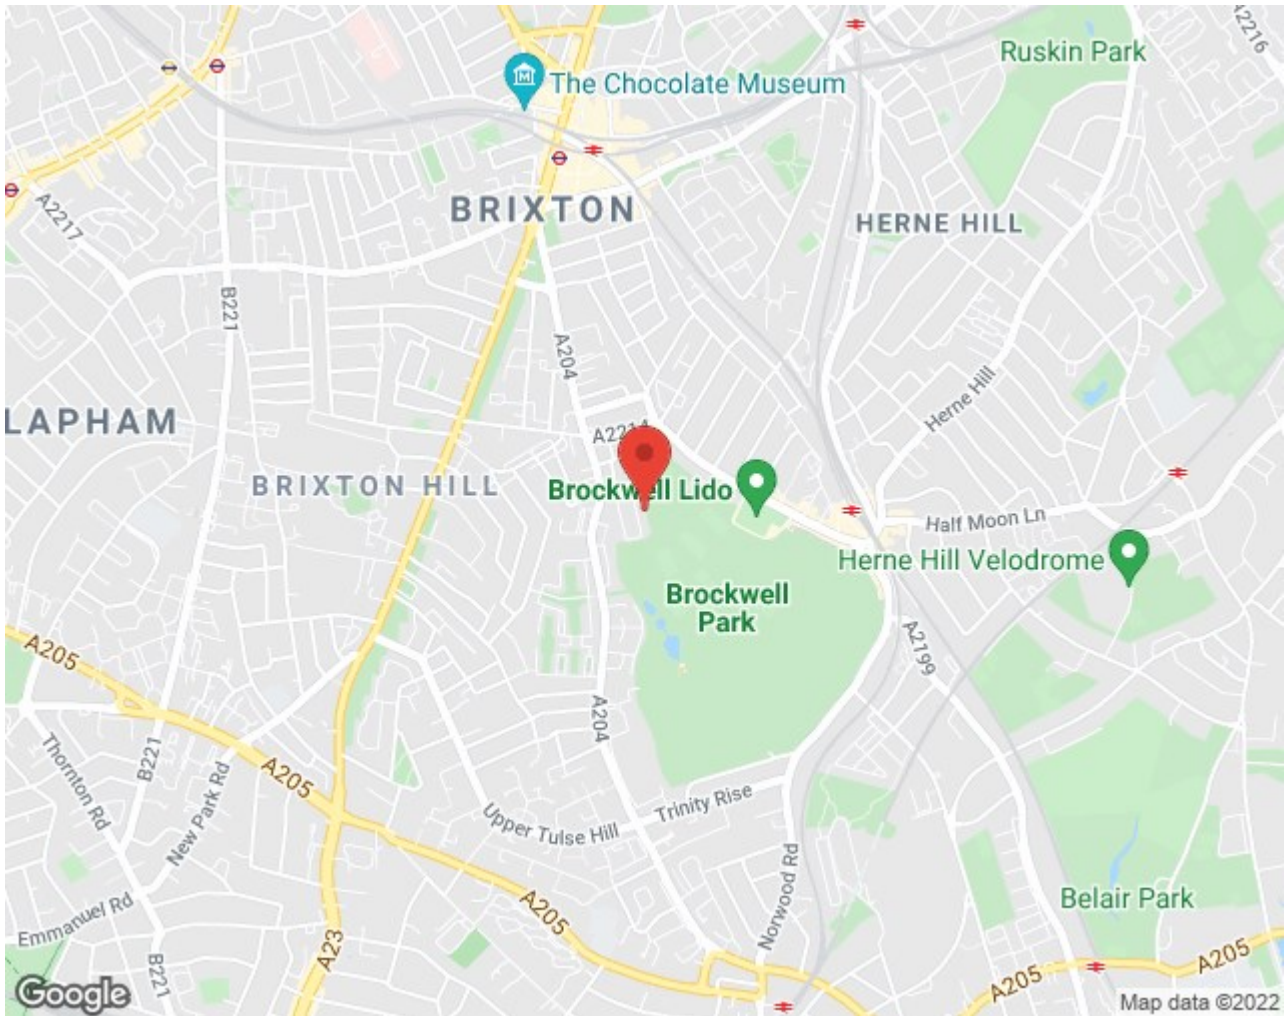 A2216
Ruskin Park
The Chocolate Museum
A2217
BRIXTON
HERNE HILL
B221
A204
Herne Hill
LAPHAM
A2214
BRIXTON HILL
Brockwell Lido
Half Moon Ln
Herne Hill Velodrome
Brockwell
Park
A205
A2199
A204
Thornton Rd
B221
New Park Rd
A205
Upper Tulse Hill
Trinity Rise
Norwood Rd
A205
Belair Park
Emmanuel Rd
A23
B221
A205
A205
Google
Map data ©2022